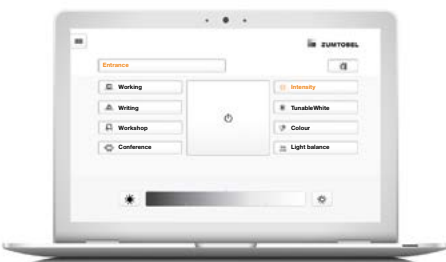 ZUMTOBEL
Entrance
Working
Intensity
Writing
TunableWhite
Workshop
Colour
Conference
Light balance